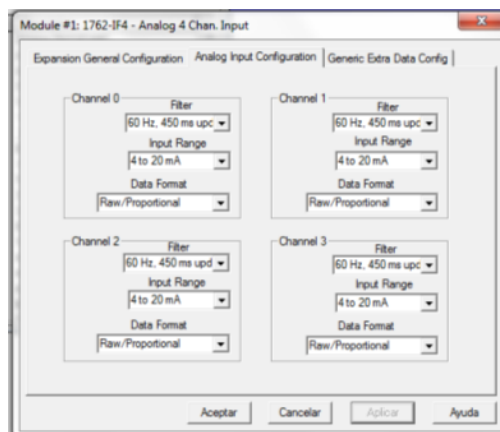 Module #1: 1762-IF4 - Analog 4 Chan. Input
Expansion General Configuration Analog Input Configuration Generic Extra Data Config
Channel 0
Filter
60 Hz, 450 ms upc
Input Range
4 to 20 mA
Data Format
Raw/Proportional
Channel 1
Filter
60 Hz, 450 ms upc
Input Range
4 to 20 mA
Data Format
Raw/Proportional
Channel 2
Filter
60 Hz, 450 ms upd
Input Range
4 to 20 mA
Data Format
Raw/Proportional
Channel 3
Filter
60 Hz, 450 ms upc
Input Range
4 to 20 mA
Data Format
Raw/Proportional
Aceptar Cancelar Aplicar Ayuda